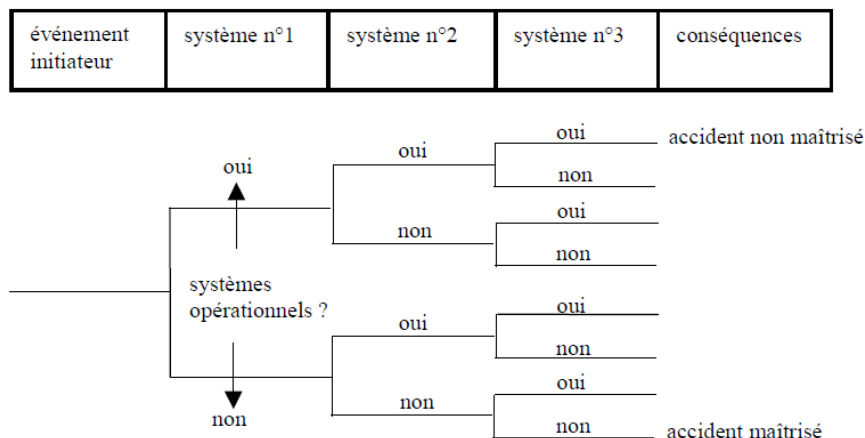 événement initiateur
système n°1
système n°2
système n°3
conséquences
oui
accident non maîtrisé
oui
non
oui
oui
non
non
systèmes
opérationnels ?
oui
oui
non
oui
non
non
non
accident maîtrisé